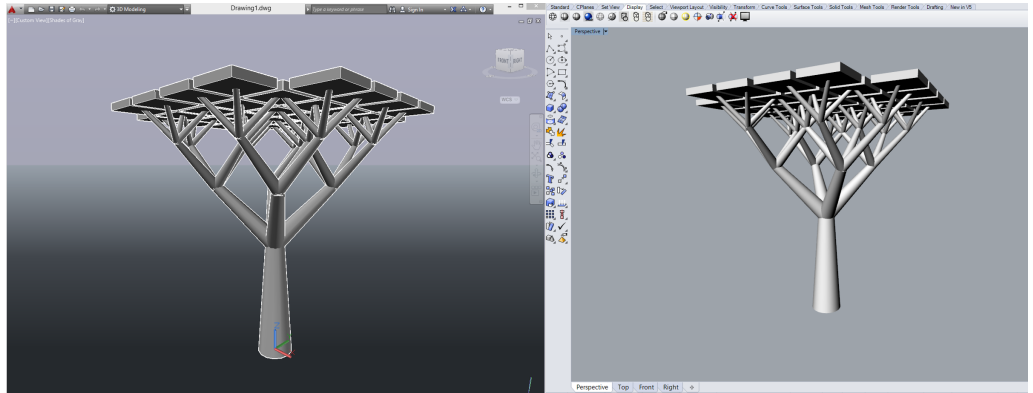 3D Modeling
Drawing1.dwg
Type a keyword or phrase
Sign In
[-][Custom View][Shades of Gray]
FRONT
RIGHT
WCS
Standard CPlanes Set View Display Select Viewport Layout Visibility Transform Curve Tools Surface Tools Solid Tools Mesh Tools Render Tools Drafting New in V5
Perspective
Perspective Top Front Right